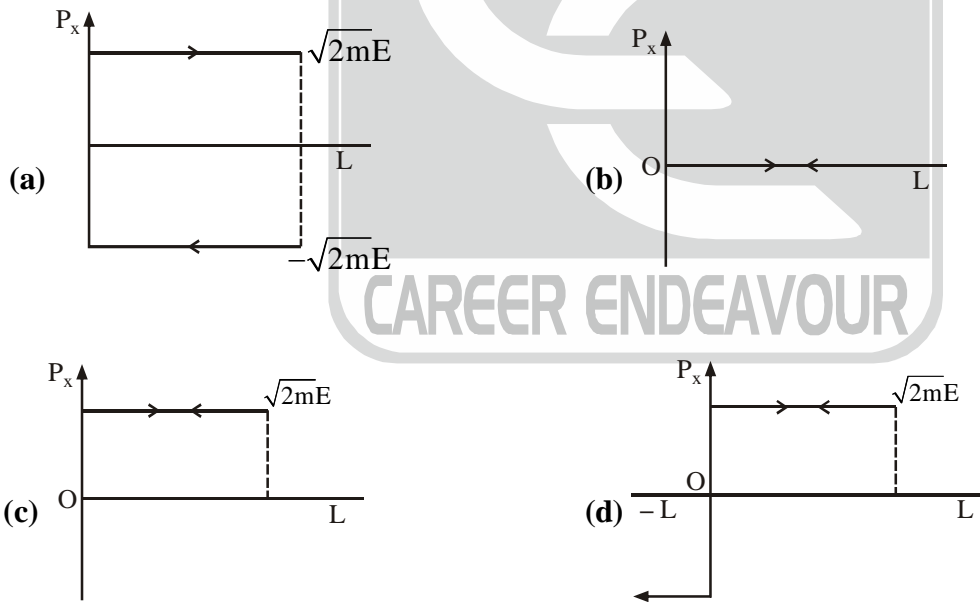 Pₓ
√2mE
L
(a)
−√2mE
Pₓ
O
L
(b)
CAREER ENDEAVOUR
Pₓ
√2mE
O
L
(c)
Pₓ
√2mE
O
− L
L
(d)